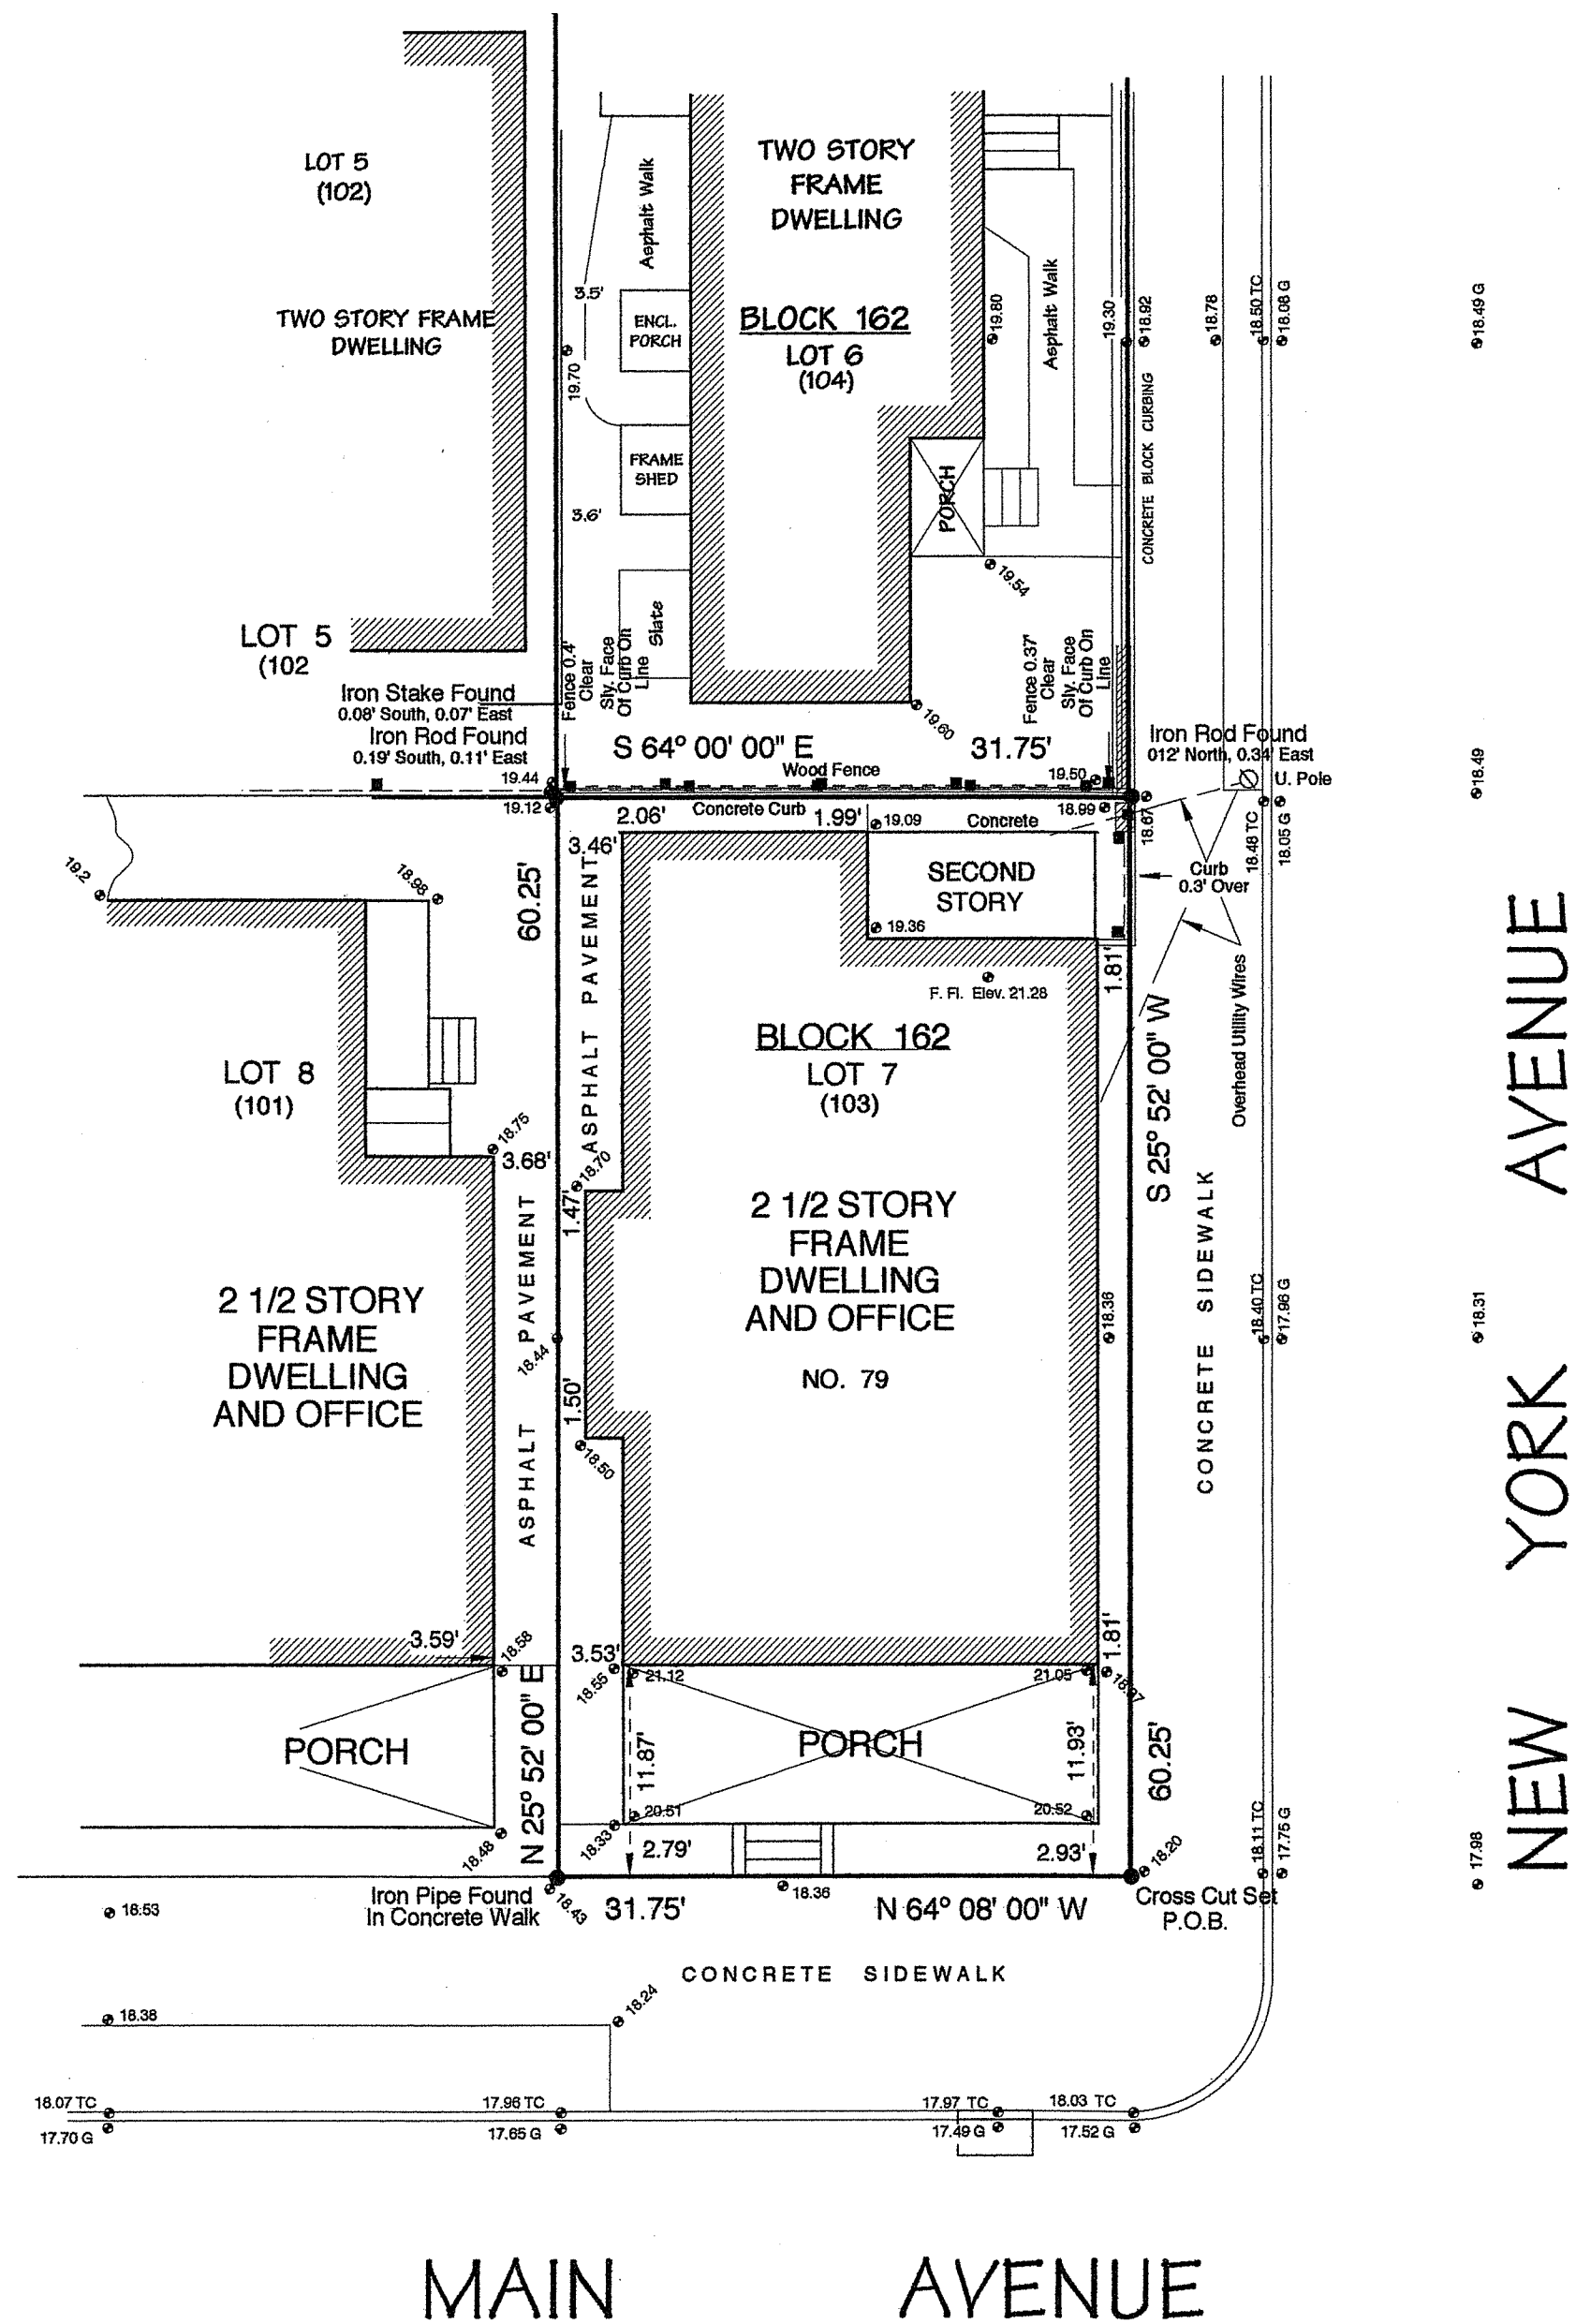 LOT 5
(102)
TWO STORY FRAME
DWELLING
TWO STORY
FRAME
DWELLING
BLOCK 162
LOT 6
(104)
Asphalt Walk
3.5'
ENCL.
PORCH
19.70
FRAME
SHED
3.6'
Slate
PORCH
19.80
Asphalt Walk
19.30
18.92
18.78
18.50 TC
18.08 G
18.49 G
CONCRETE BLOCK CURBING
19.54
LOT 5
(102
Iron Stake Found
0.08' South, 0.07' East
Iron Rod Found
0.19' South, 0.11' East
Fence 0.4'
Clear
Sly. Face
Of Curb On
Line
Fence 0.37'
Clear
Sly. Face
Of Curb On
Line
19.60
S 64° 00' 00" E
31.75'
Iron Rod Found
012' North, 0.34' East
U. Pole
18.49
19.44
Wood Fence
19.50
19.12
Concrete Curb
18.99
18.67
18.48 TC
18.05 G
2.06'
1.99'
19.09
Concrete
3.46'
60.25'
ASPHALT PAVEMENT
SECOND
STORY
19.36
Curb
0.3' Over
19.2
18.98
F. Fl. Elev. 21.28
1.81'
S 25° 52' 00" W
Overhead Utility Wires
BLOCK 162
LOT 7
(103)
LOT 8
(101)
18.75
3.68'
18.70
1.47'
2 1/2 STORY
FRAME
DWELLING
AND OFFICE
NO. 79
2 1/2 STORY
FRAME
DWELLING
AND OFFICE
ASPHALT PAVEMENT
18.44
1.50'
18.50
18.36
CONCRETE SIDEWALK
18.40 TC
17.96 G
18.31
3.59'
18.58
3.53'
18.55
21.12
21.05
1.81'
PORCH
N 25° 52' 00" E
11.87'
PORCH
11.93'
60.25'
20.51
20.52
18.48
18.33
2.79'
2.93'
18.20
18.11 TC
17.75 G
17.98
Iron Pipe Found
In Concrete Walk
18.43
31.75'
18.36
N 64° 08' 00" W
Cross Cut Set
P.O.B.
18.53
CONCRETE SIDEWALK
18.38
18.24
18.07 TC
17.70 G
17.96 TC
17.65 G
17.97 TC
17.49 G
18.03 TC
17.52 G
MAIN AVENUE
NEW YORK AVENUE